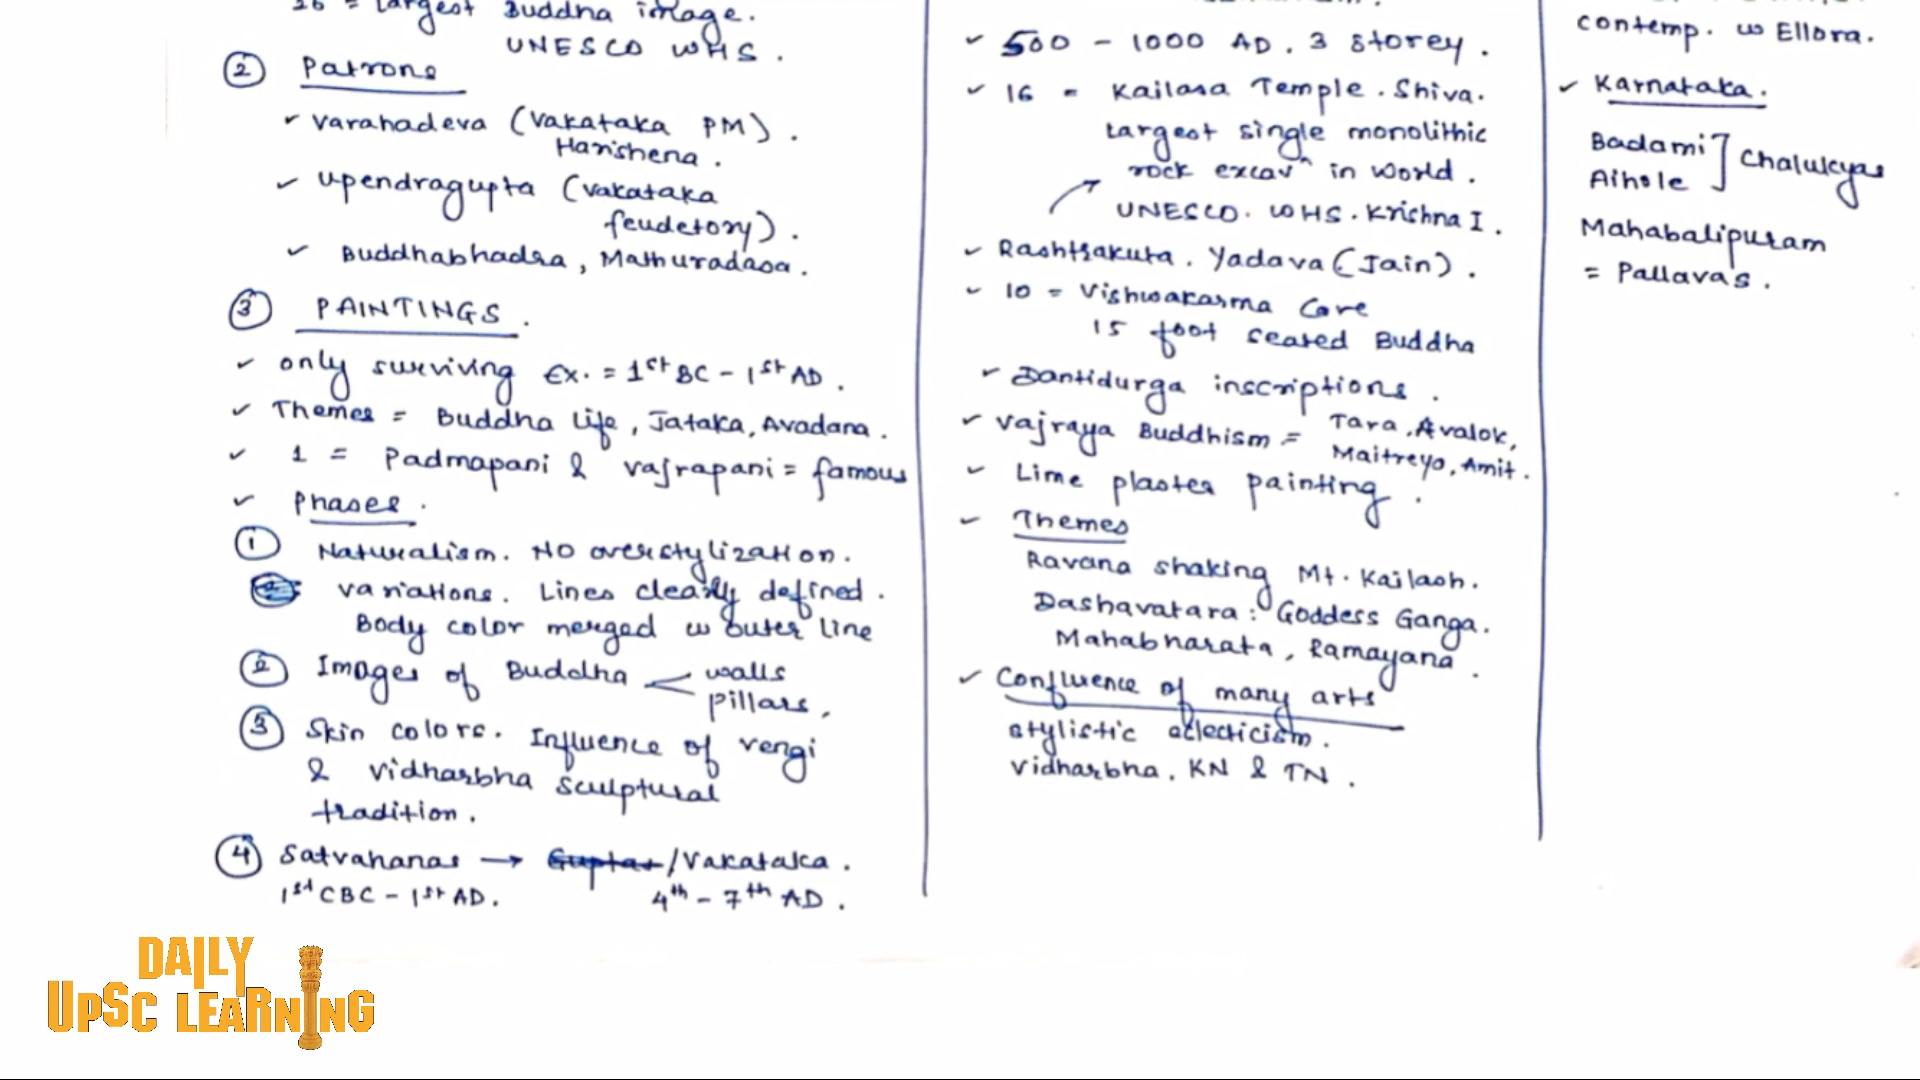 26 = Largest Buddha image.
UNESCO WHS.
② Patrons
✓ Varahadeva (Vakataka PM).
Harishena.
✓ Upendragupta (Vakataka
feudetory).
✓ Buddhabhadra, Mathuradasa.
③ PAINTINGS.
✓ only surviving Ex. = 1st BC - 1st AD.
✓ Themes = Buddha Life, Jataka, Avadana.
✓ 1 = Padmapani & Vajrapani = famous
✓ Phases.
① Naturalism. No overstylization.
variations. Lines clearly defined.
Body color merged w outer line
② Images of Buddha < walls
pillars,
③ Skin colors. Influence of vengi
& vidharbha sculptural
tradition.
④ Satvahanas → Guptas/Vakataka.
1st CBC - 1st AD. 4th - 7th AD.
✓ 500 - 1000 AD. 3 storey.
✓ 16 = Kailasa Temple. Shiva.
Largest single monolithic
rock excavn in world.
UNESCO. WHS. Krishna I.
✓ Rashtrakuta. Yadava (Jain).
✓ 10 = Vishwakarma Cave
15 foot seated Buddha
✓ Dantidurga inscriptions.
✓ Vajraya Buddhism = Tara, Avalok,
Maitreyo, Amit.
✓ Lime plaster painting.
✓ Themes
Ravana shaking Mt. Kailash.
Dashavatara: Goddess Ganga.
Mahabharata, Ramayana.
✓ Confluence of many arts
stylistic eclecticism.
Vidharbha, KN & TN.
contemp. w Ellora.
✓ Karnataka.
Badami
Aihole ] Chalukyas
Mahabalipuram
= Pallava's.
DAILY
UPSC LEARNING